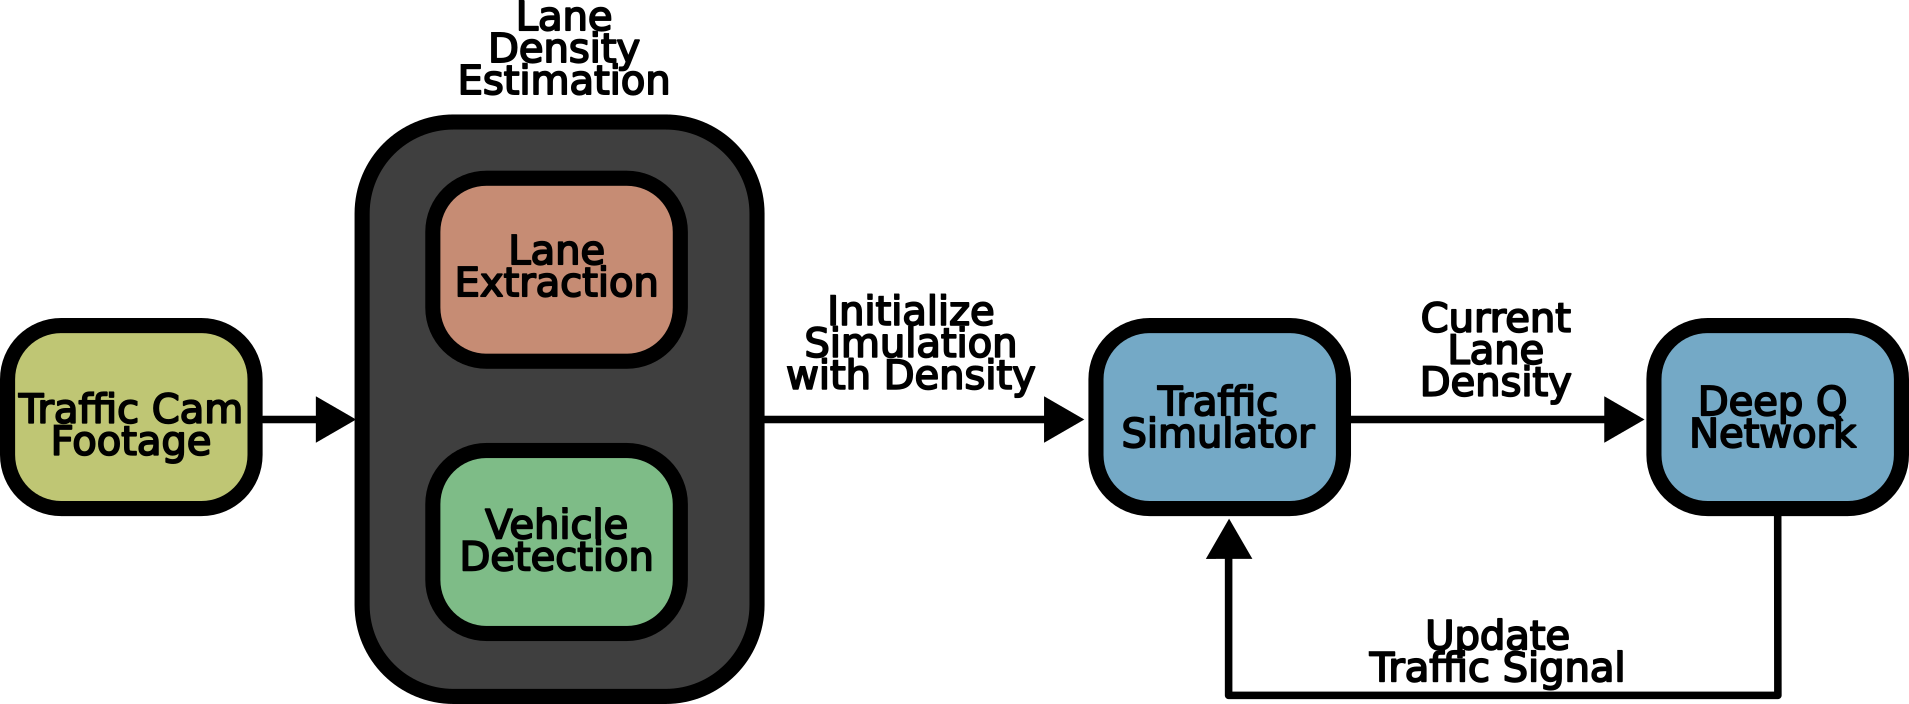 Lane
Density
Estimation
Lane
Extraction
Vehicle
Detection
Traffic Cam
Footage
Initialize
Simulation
with Density
Traffic
Simulator
Current
Lane
Density
Deep Q
Network
Update
Traffic Signal